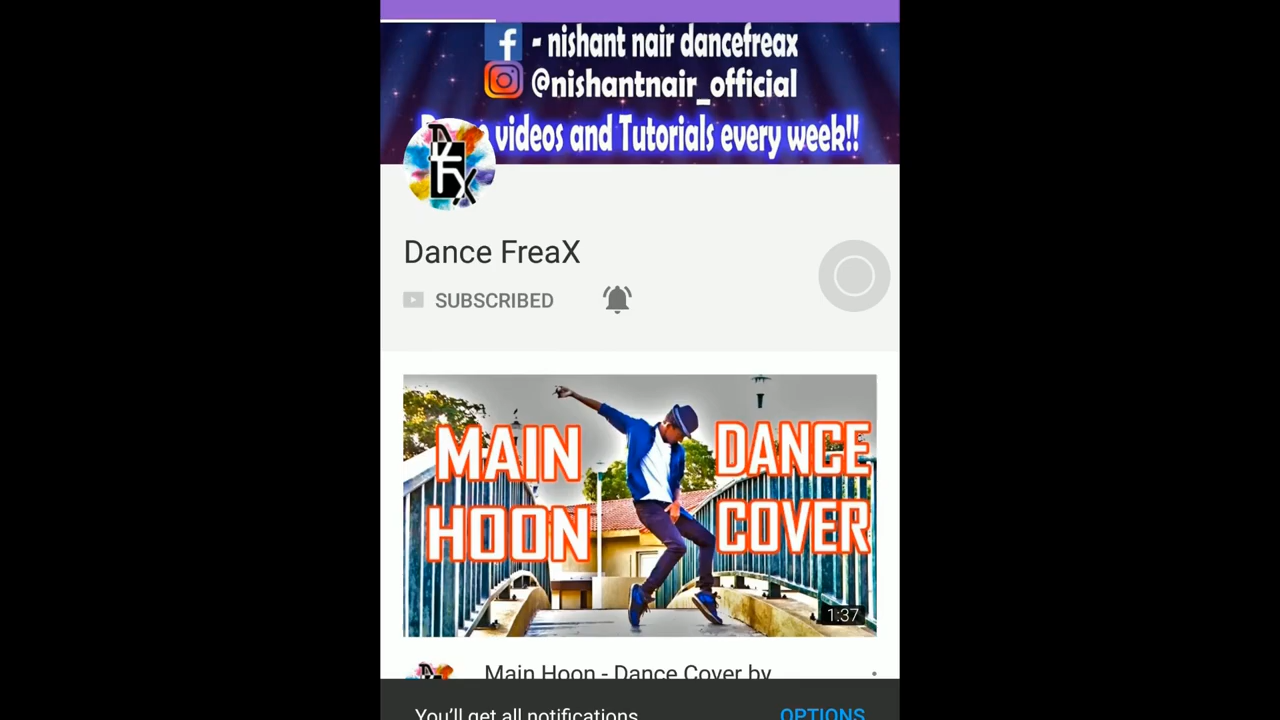 f - nishant nair dancefreax
@nishantnair_official
videos and Tutorials every week!!
Dance FreaX
SUBSCRIBED
MAIN
HOON
DANCE
COVER
1:37
Main Hoon - Dance Cover by
You'll get all notifications
OPTIONS